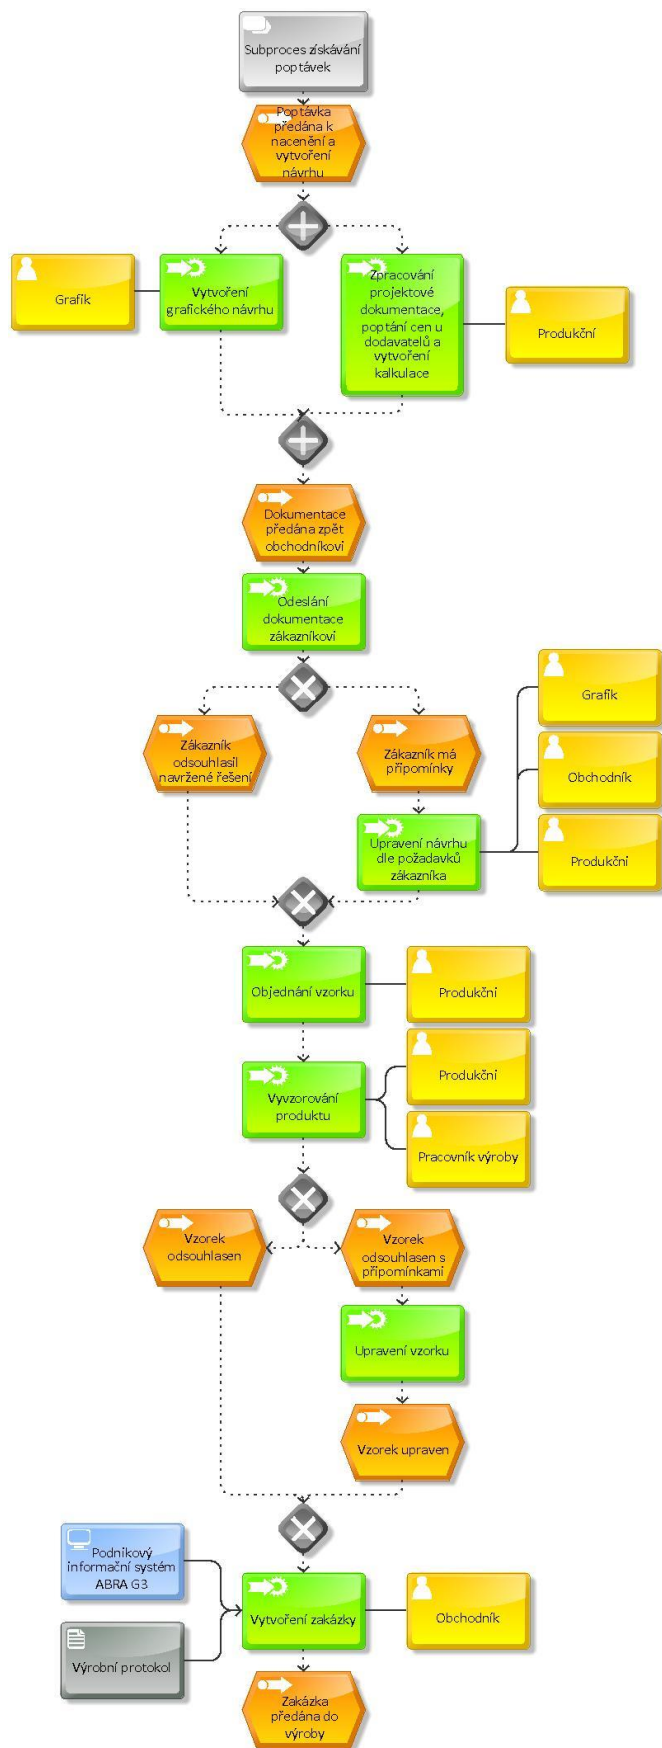 Subproces získávání
poptávek
Poptávka
předána k
nacenění a
vytvoření
návrhu
Grafik
Vytvoření
grafického návrhu
Zpracování
projektové
dokumentace,
poptání cen u
dodavatelů a
vytvoření
kalkulace
Produkční
Dokumentace
předána zpět
obchodníkovi
Odeslání
dokumentace
zákazníkovi
Zákazník
odsouhlasil
navržené řešení
Zákazník má
připomínky
Grafik
Obchodník
Upravení návrhu
dle požadavků
zákazníka
Produkční
Objednání vzorku
Produkční
Vyvzorování
produktu
Produkční
Pracovník výroby
Vzorek
odsouhlasen
Vzorek
odsouhlasen s
připomínkami
Upravení vzorku
Vzorek upraven
Podnikový
informační systém
ABRA G3
Výrobní protokol
Vytvoření zakázky
Obchodník
Zakázka
předána do
výroby